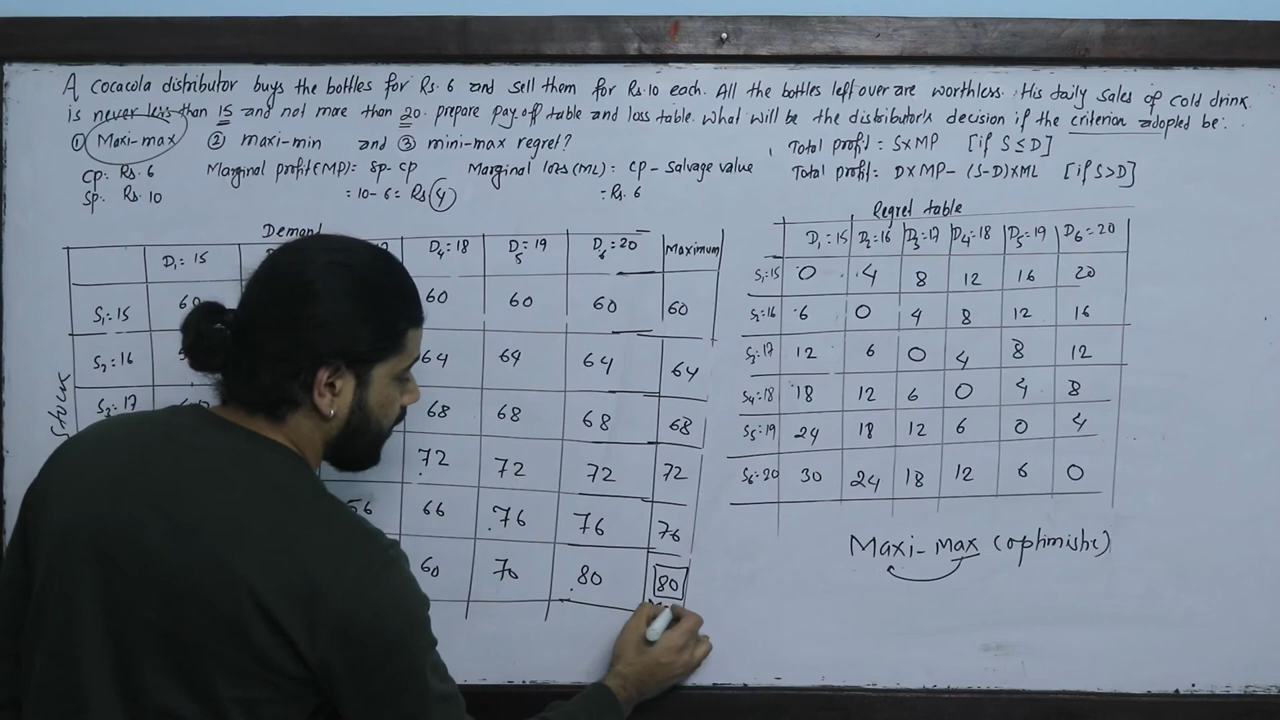 A cocacola distributor buys the bottles for Rs. 6 and sell them for Rs.10 each. All the bottles left over are worthless. His daily sales of cold drink
is never less than 15 and not more than 20. prepare pay off table and loss table. What will be the distributor's decision if the criterion adopted be:
① Maxi-max ② maxi-min and ③ mini-max regret?
Total profit = S×MP [if S≤D]
CP: Rs. 6 Marginal profit(MP) = SP - CP Marginal loss(ML) = CP - Salvage value
Total profit = D×MP - (S-D)×ML [if S>D]
SP: Rs. 10 = 10-6 = Rs 4 = Rs. 6
Demand
D₁ = 15 D₄ = 18 D₅ = 19 D₆ = 20 Maximum
S₁ = 15 60 60 60 60 60
S₂ = 16 64 64 64 64
Stock
S₃ = 17 68 68 68 68
72 72 72 72
56 66 76 76 76
60 70 80 80
Regret table
D₁ = 15 D₂ = 16 D₃ = 17 D₄ = 18 D₅ = 19 D₆ = 20
S₁ = 15 0 4 8 12 16 20
S₂ = 16 6 0 4 8 12 16
S₃ = 17 12 6 0 4 8 12
S₄ = 18 18 12 6 0 4 8
S₅ = 19 24 18 12 6 0 4
S₆ = 20 30 24 18 12 6 0
Maxi-max (optimistic)